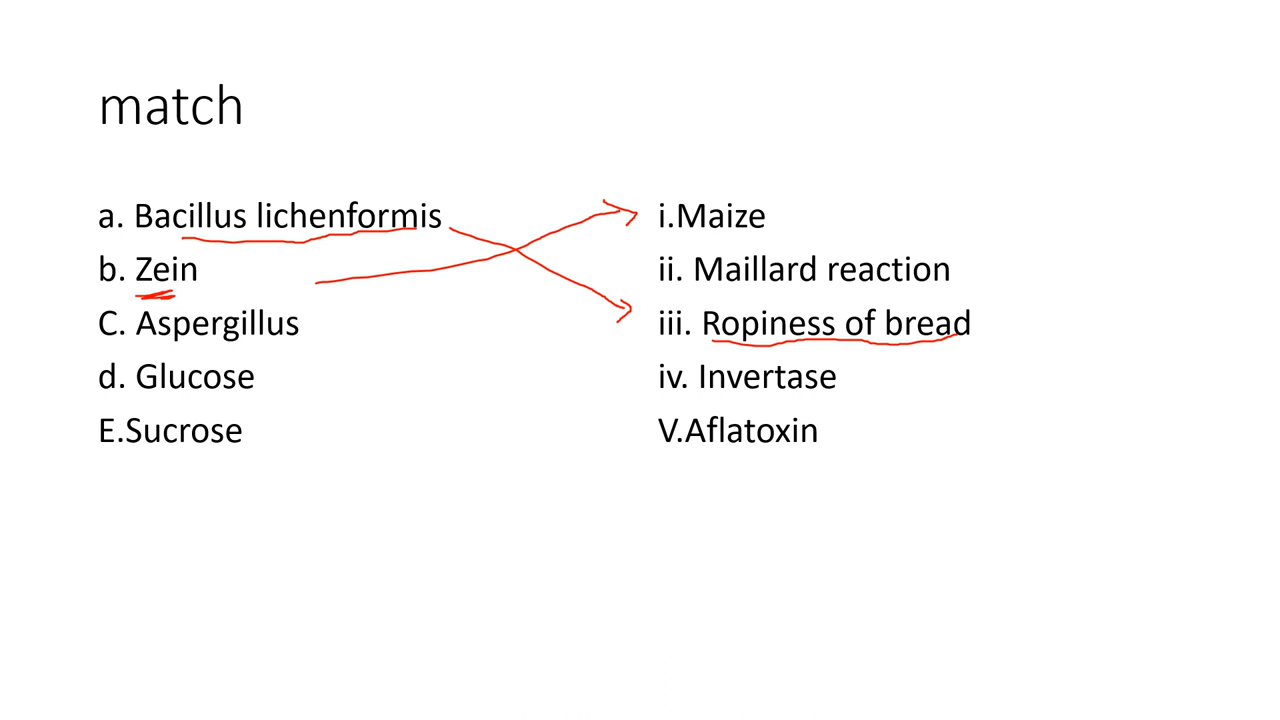 match
a. Bacillus lichenformis
b. Zein
C. Aspergillus
d. Glucose
E.Sucrose
i.Maize
ii. Maillard reaction
iii. Ropiness of bread
iv. Invertase
V.Aflatoxin